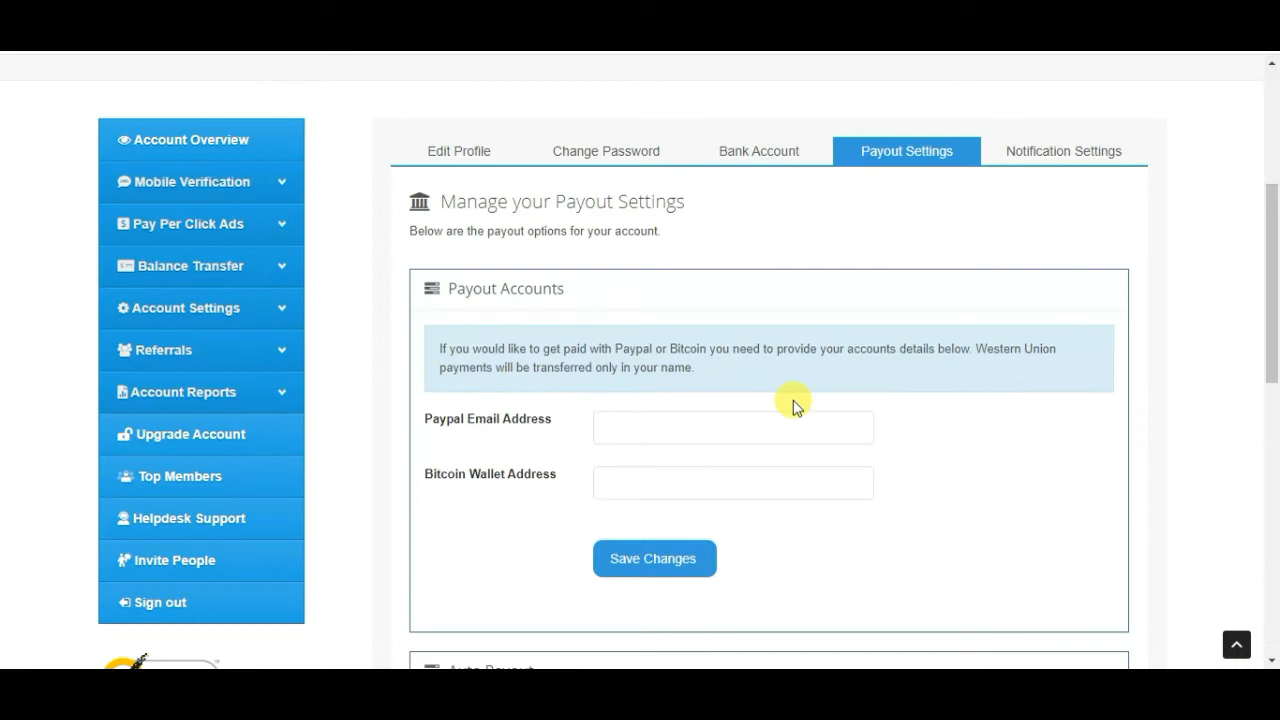 Account Overview
Mobile Verification
Pay Per Click Ads
Balance Transfer
Account Settings
Referrals
Account Reports
Upgrade Account
Top Members
Helpdesk Support
Invite People
Sign out
Edit Profile
Change Password
Bank Account
Payout Settings
Notification Settings
Manage your Payout Settings
Below are the payout options for your account.
Payout Accounts
If you would like to get paid with Paypal or Bitcoin you need to provide your accounts details below. Western Union
payments will be transferred only in your name.
Paypal Email Address
Bitcoin Wallet Address
Save Changes
Auto Payout